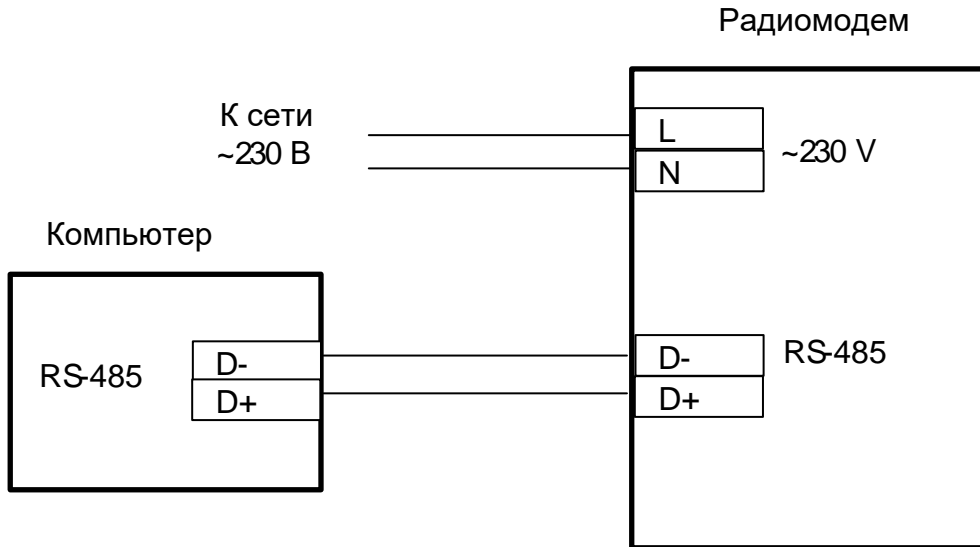 Радиомодем
К сети
~230 В
L
N
~230 V
Компьютер
RS-485
D-
D+
D-
D+
RS-485